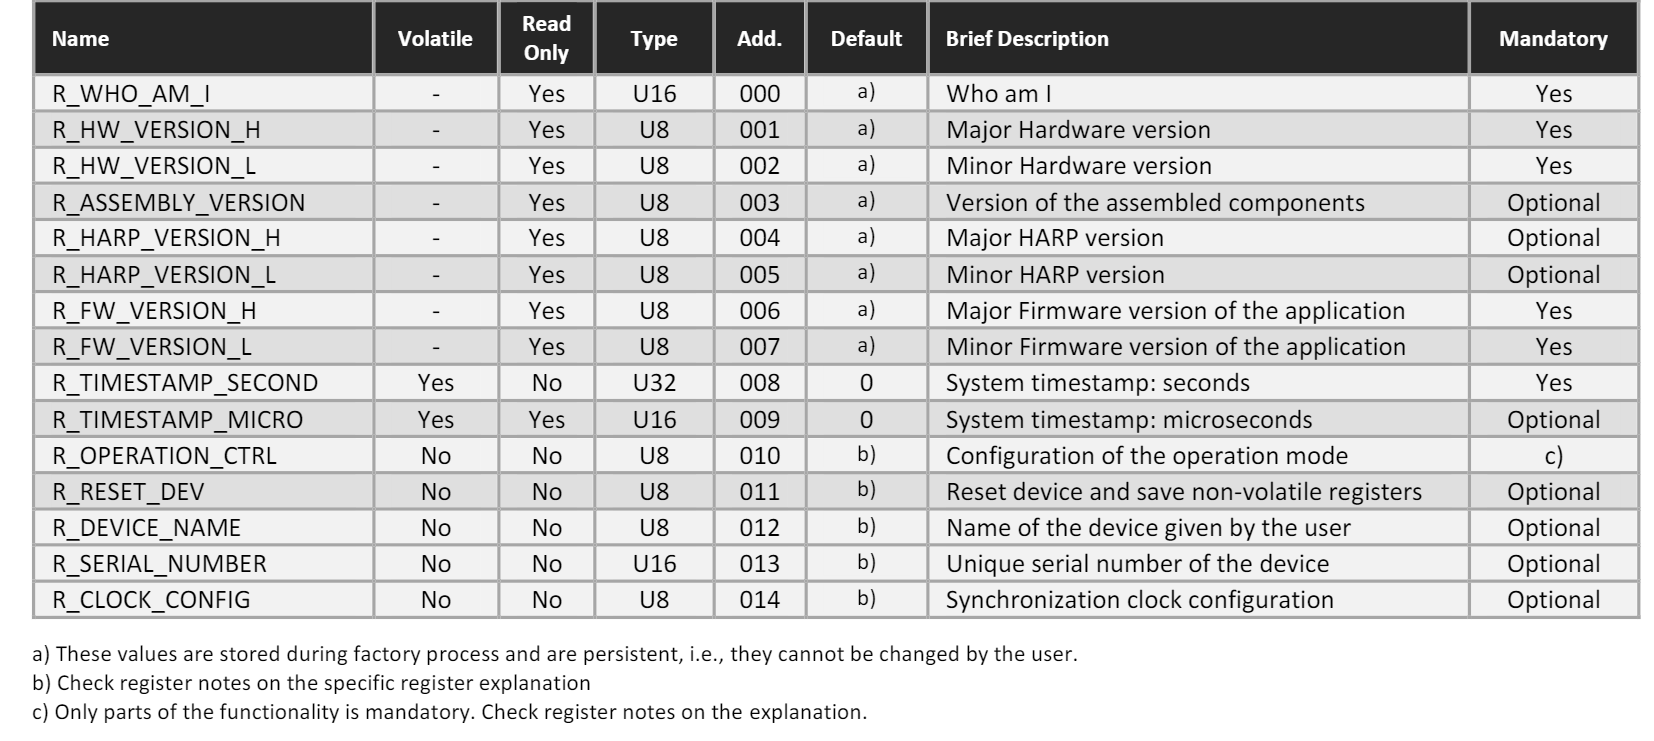 Name Volatile Read Only Type Add. Default Brief Description Mandatory
R_WHO_AM_I - Yes U16 000 a) Who am I Yes
R_HW_VERSION_H - Yes U8 001 a) Major Hardware version Yes
R_HW_VERSION_L - Yes U8 002 a) Minor Hardware version Yes
R_ASSEMBLY_VERSION - Yes U8 003 a) Version of the assembled components Optional
R_HARP_VERSION_H - Yes U8 004 a) Major HARP version Optional
R_HARP_VERSION_L - Yes U8 005 a) Minor HARP version Optional
R_FW_VERSION_H - Yes U8 006 a) Major Firmware version of the application Yes
R_FW_VERSION_L - Yes U8 007 a) Minor Firmware version of the application Yes
R_TIMESTAMP_SECOND Yes No U32 008 0 System timestamp: seconds Yes
R_TIMESTAMP_MICRO Yes Yes U16 009 0 System timestamp: microseconds Optional
R_OPERATION_CTRL No No U8 010 b) Configuration of the operation mode c)
R_RESET_DEV No No U8 011 b) Reset device and save non-volatile registers Optional
R_DEVICE_NAME No No U8 012 b) Name of the device given by the user Optional
R_SERIAL_NUMBER No No U16 013 b) Unique serial number of the device Optional
R_CLOCK_CONFIG No No U8 014 b) Synchronization clock configuration Optional
a) These values are stored during factory process and are persistent, i.e., they cannot be changed by the user.
b) Check register notes on the specific register explanation
c) Only parts of the functionality is mandatory. Check register notes on the explanation.